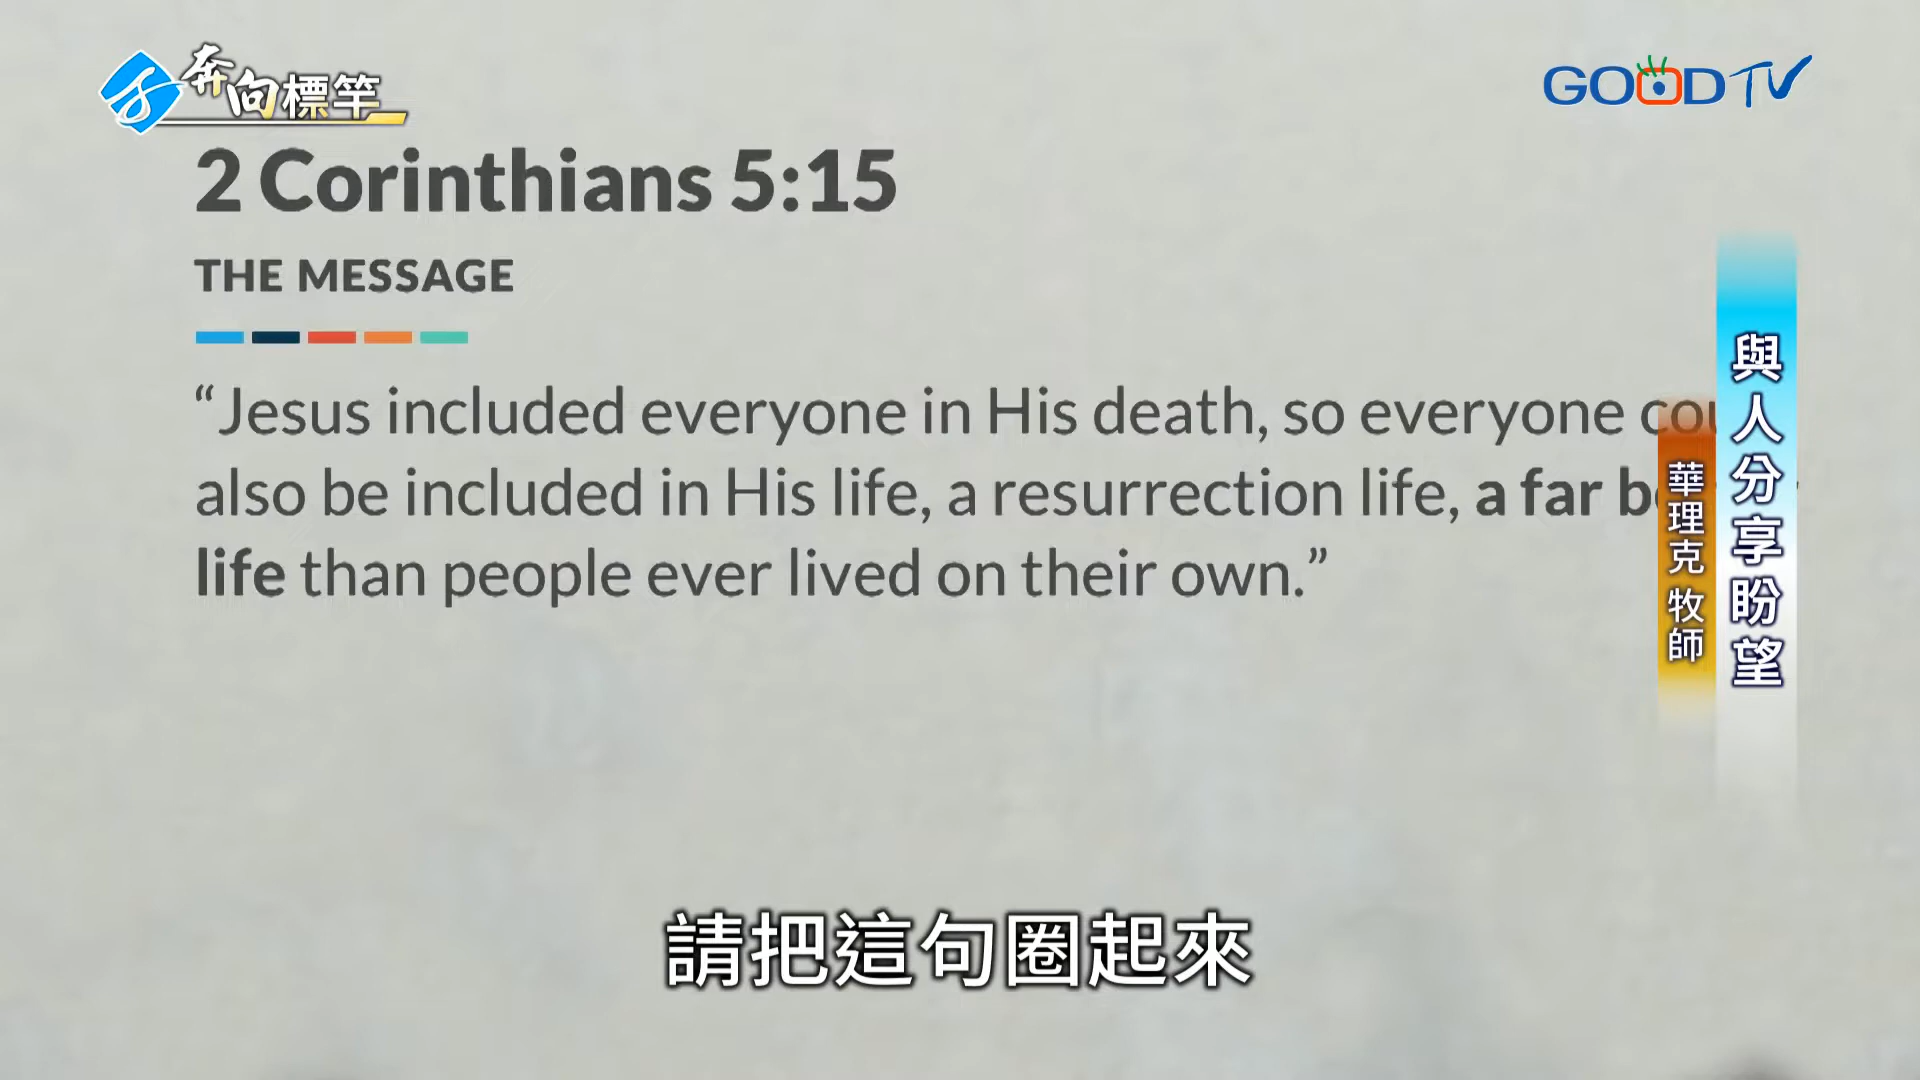 奔向標竿
GOOD TV
2 Corinthians 5:15
THE MESSAGE
“Jesus included everyone in His death, so everyone
also be included in His life, a resurrection life, a far
life than people ever lived on their own.”
與人分享盼望
華理克 牧師
請把這句圈起來